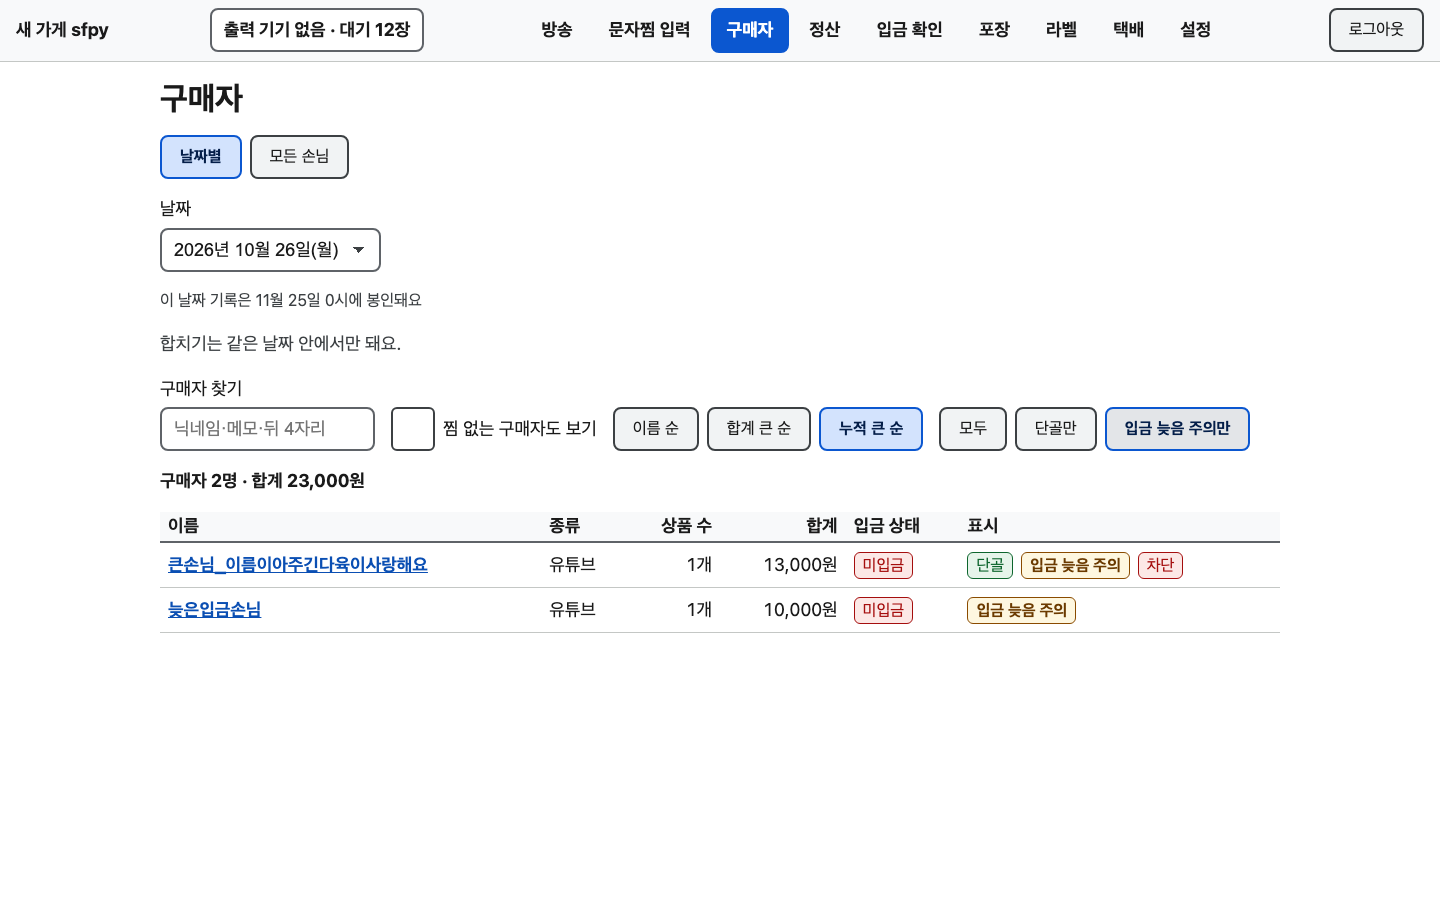 새 가게 sfpy 출력 기기 없음 · 대기 12장 방송 문자찜 입력 구매자 정산 입금 확인 포장 라벨 택배 설정 로그아웃
구매자
날짜별 모든 손님
날짜
2026년 10월 26일(월)
이 날짜 기록은 11월 25일 0시에 봉인돼요
합치기는 같은 날짜 안에서만 돼요.
구매자 찾기
닉네임·메모·뒤 4자리 찜 없는 구매자도 보기 이름 순 합계 큰 순 누적 큰 순 모두 단골만 입금 늦음 주의만
구매자 2명 · 합계 23,000원
이름 종류 상품 수 합계 입금 상태 표시
큰손님_이름이아주긴다육이사랑해요 유튜브 1개 13,000원 미입금 단골 입금 늦음 주의 차단
늦은입금손님 유튜브 1개 10,000원 미입금 입금 늦음 주의